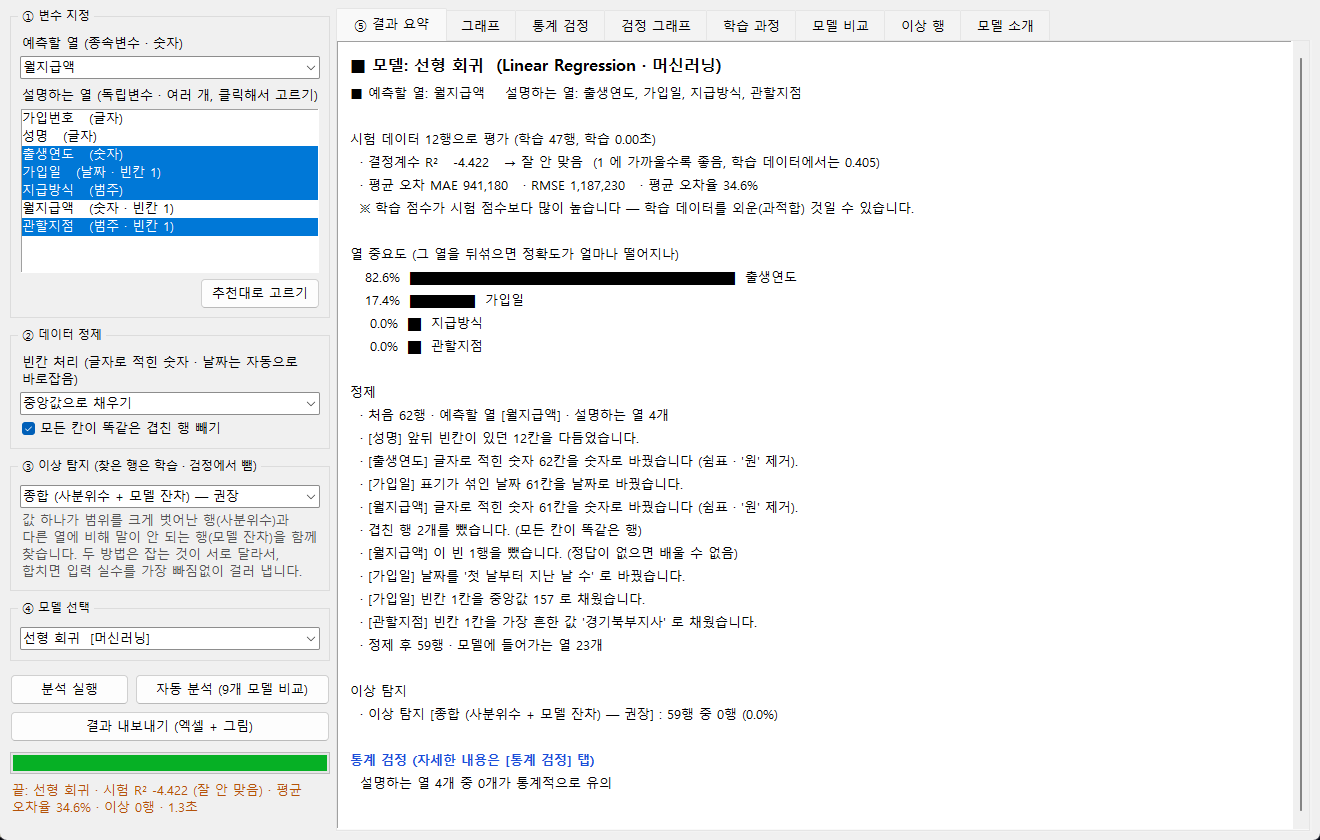 ① 변수 지정
예측할 열 (종속변수 · 숫자)
월지급액
설명하는 열 (독립변수 · 여러 개, 클릭해서 고르기)
가입번호 (글자)
성명 (글자)
출생연도 (숫자)
가입일 (날짜 · 빈칸 1)
지급방식 (범주)
월지급액 (숫자 · 빈칸 1)
관할지점 (범주 · 빈칸 1)
추천대로 고르기
② 데이터 정제
빈칸 처리 (글자로 적힌 숫자 · 날짜는 자동으로
바로잡음)
중앙값으로 채우기
모든 칸이 똑같은 겹친 행 빼기
③ 이상 탐지 (찾은 행은 학습 · 검정에서 뺌)
종합 (사분위수 + 모델 잔차) — 권장
값 하나가 범위를 크게 벗어난 행(사분위수)과
다른 열에 비해 말이 안 되는 행(모델 잔차)을 함께
찾습니다. 두 방법은 잡는 것이 서로 달라서,
합치면 입력 실수를 가장 빠짐없이 걸러 냅니다.
④ 모델 선택
선형 회귀 [머신러닝]
분석 실행
자동 분석 (9개 모델 비교)
결과 내보내기 (엑셀 + 그림)
끝: 선형 회귀 · 시험 R² -4.422 (잘 안 맞음) · 평균
오차율 34.6% · 이상 0행 · 1.3초
⑤ 결과 요약
그래프
통계 검정
검정 그래프
학습 과정
모델 비교
이상 행
모델 소개
■ 모델: 선형 회귀 (Linear Regression · 머신러닝)
■ 예측할 열: 월지급액 설명하는 열: 출생연도, 가입일, 지급방식, 관할지점
시험 데이터 12행으로 평가 (학습 47행, 학습 0.00초)
· 결정계수 R² -4.422 → 잘 안 맞음 (1 에 가까울수록 좋음, 학습 데이터에서는 0.405)
· 평균 오차 MAE 941,180 · RMSE 1,187,230 · 평균 오차율 34.6%
※ 학습 점수가 시험 점수보다 많이 높습니다 — 학습 데이터를 외운(과적합) 것일 수 있습니다.
열 중요도 (그 열을 뒤섞으면 정확도가 얼마나 떨어지나)
82.6% 출생연도
17.4% 가입일
0.0% 지급방식
0.0% 관할지점
정제
· 처음 62행 · 예측할 열 [월지급액] · 설명하는 열 4개
· [성명] 앞뒤 빈칸이 있던 12칸을 다듬었습니다.
· [출생연도] 글자로 적힌 숫자 62칸을 숫자로 바꿨습니다 (쉼표 · '원' 제거).
· [가입일] 표기가 섞인 날짜 61칸을 날짜로 바꿨습니다.
· [월지급액] 글자로 적힌 숫자 61칸을 숫자로 바꿨습니다 (쉼표 · '원' 제거).
· 겹친 행 2개를 뺐습니다. (모든 칸이 똑같은 행)
· [월지급액] 이 빈 1행을 뺐습니다. (정답이 없으면 배울 수 없음)
· [가입일] 날짜를 '첫 날부터 지난 날 수' 로 바꿨습니다.
· [가입일] 빈칸 1칸을 중앙값 157 로 채웠습니다.
· [관할지점] 빈칸 1칸을 가장 흔한 값 '경기북부지사' 로 채웠습니다.
· 정제 후 59행 · 모델에 들어가는 열 23개
이상 탐지
· 이상 탐지 [종합 (사분위수 + 모델 잔차) — 권장] : 59행 중 0행 (0.0%)
통계 검정 (자세한 내용은 [통계 검정] 탭)
설명하는 열 4개 중 0개가 통계적으로 유의